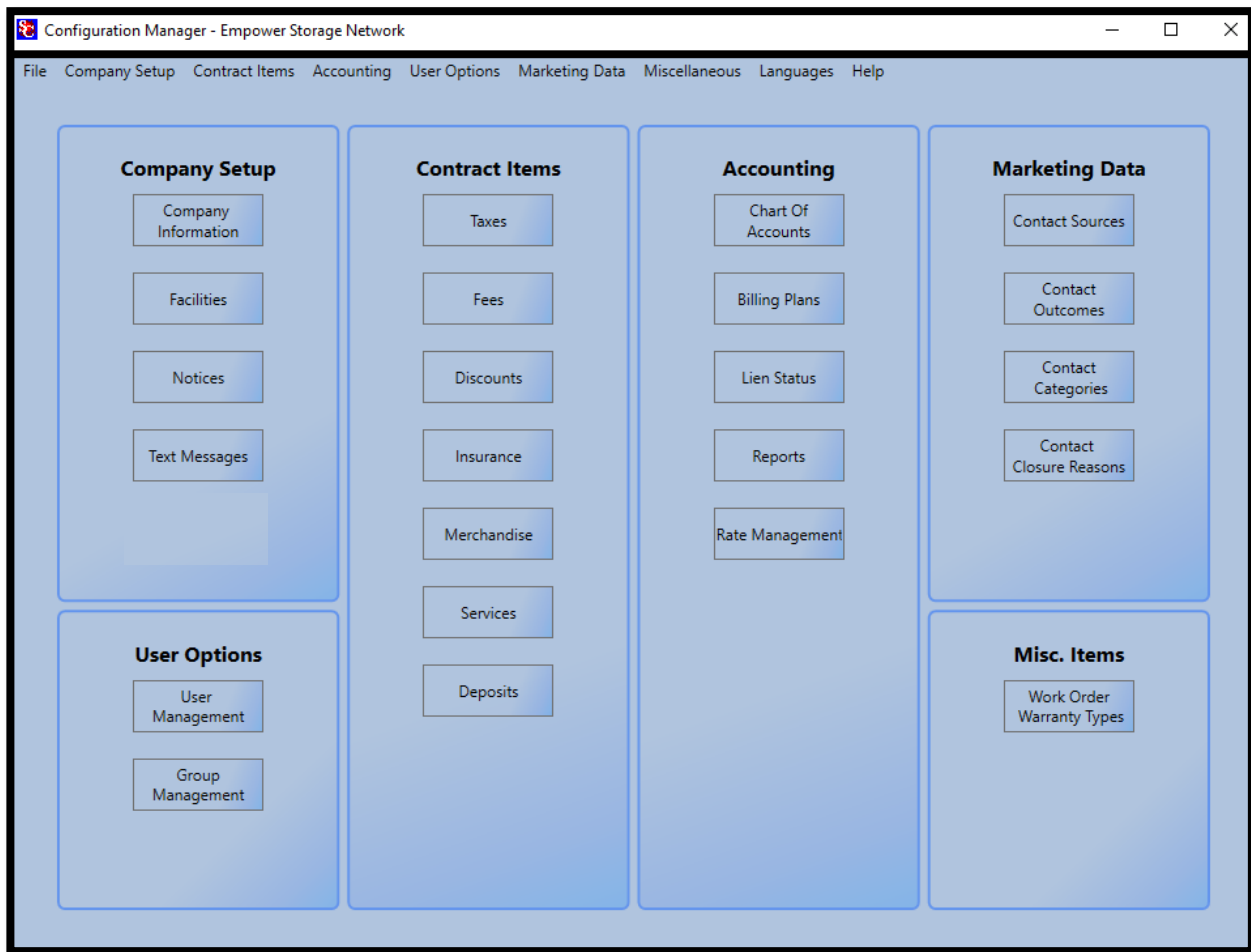 Configuration Manager - Empower Storage Network
File Company Setup Contract Items Accounting User Options Marketing Data Miscellaneous Languages Help
Company Setup
Company
Information
Facilities
Notices
Text Messages
User Options
User
Management
Group
Management
Contract Items
Taxes
Fees
Discounts
Insurance
Merchandise
Services
Deposits
Accounting
Chart Of
Accounts
Billing Plans
Lien Status
Reports
Rate Management
Marketing Data
Contact Sources
Contact
Outcomes
Contact
Categories
Contact
Closure Reasons
Misc. Items
Work Order
Warranty Types